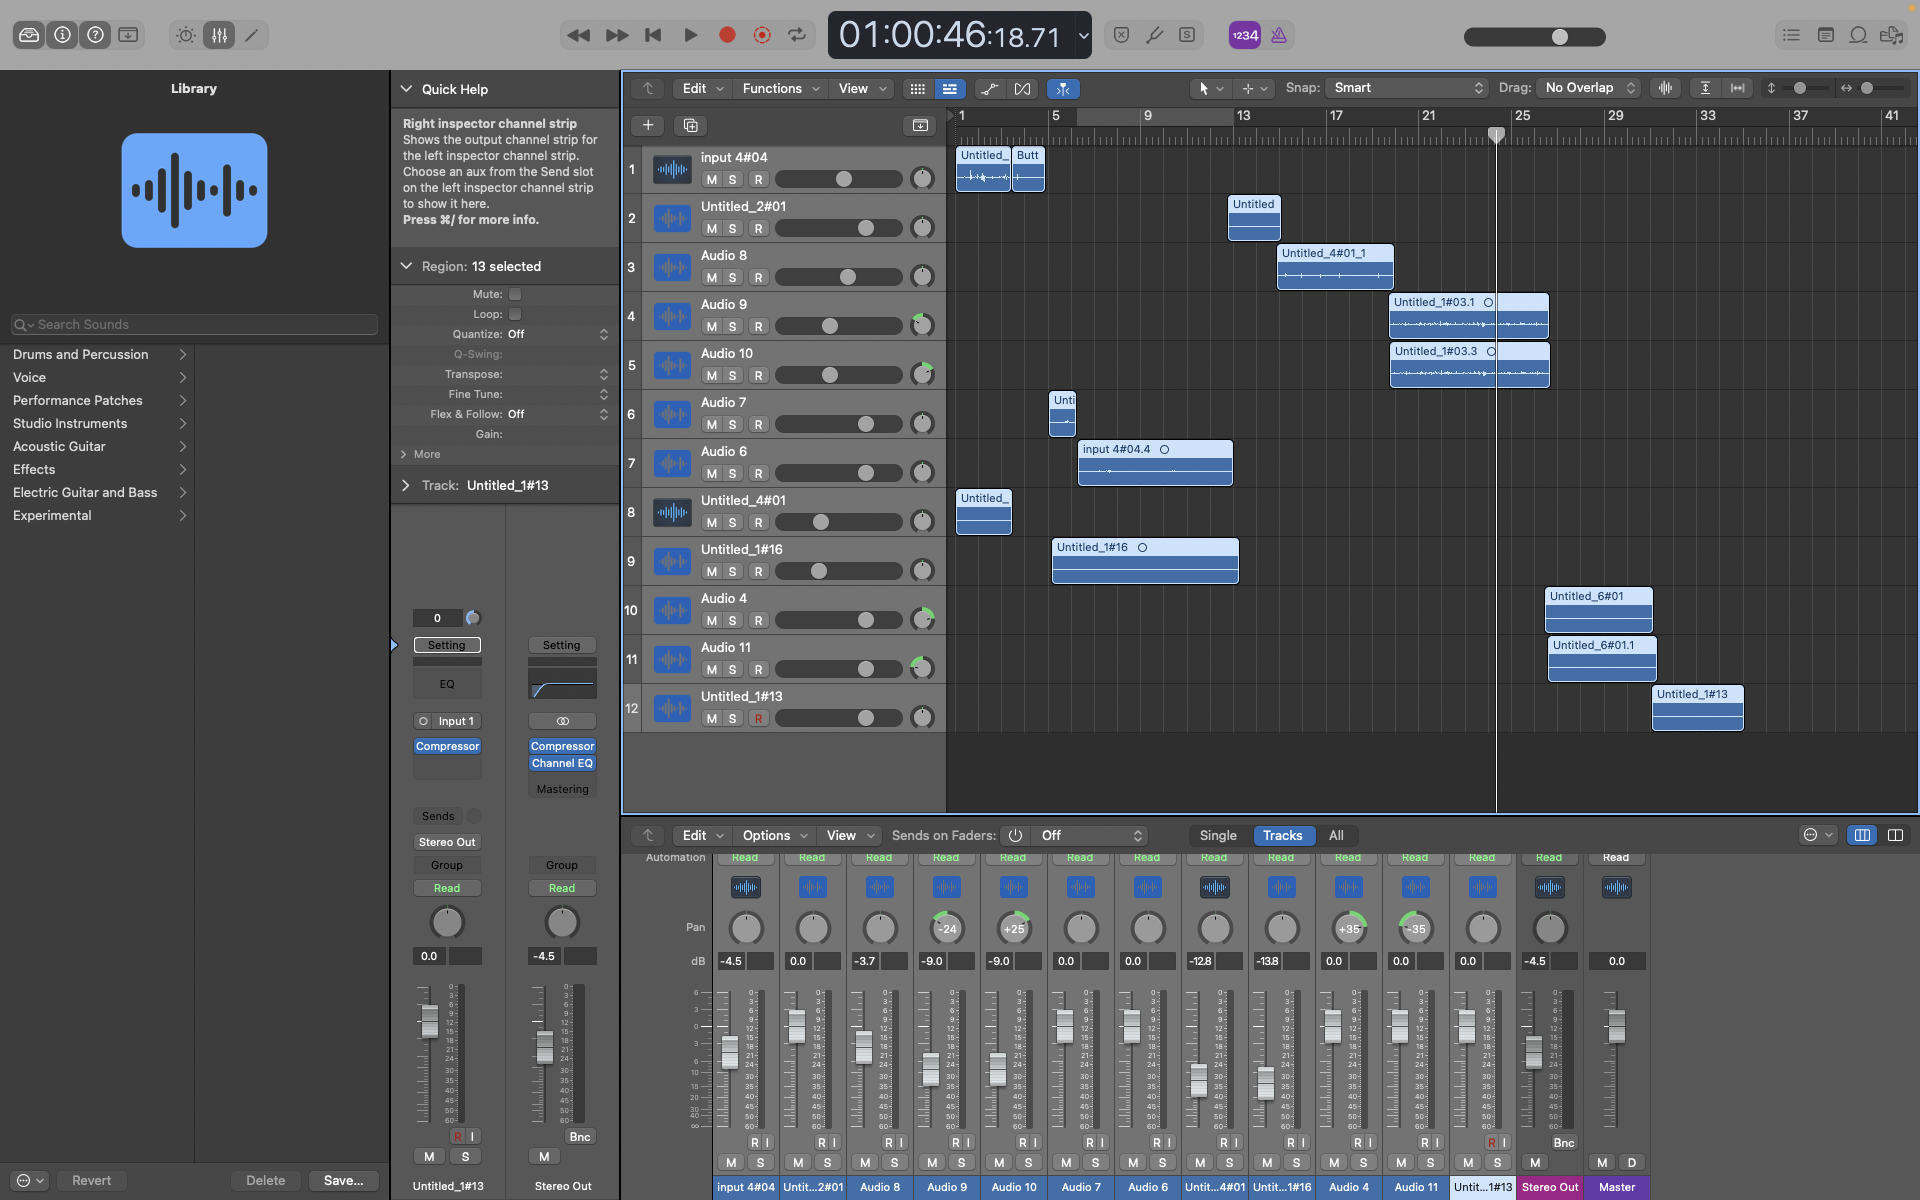 01:00:46:18.71
1234
S
Library
Search Sounds
Drums and Percussion
Voice
Performance Patches
Studio Instruments
Acoustic Guitar
Effects
Electric Guitar and Bass
Experimental
Revert
Delete
Save...
Quick Help
Right inspector channel strip
Shows the output channel strip for
the left inspector channel strip.
Choose an aux from the Send slot
on the left inspector channel strip
to show it here.
Press ⌘/ for more info.
Region: 13 selected
Mute:
Loop:
Quantize: Off
Q-Swing:
Transpose:
Fine Tune:
Flex & Follow: Off
Gain:
More
Track: Untitled_1#13
0
Setting Setting
EQ
Input 1
Compressor Compressor
Channel EQ
Mastering
Sends
Stereo Out
Group Group
Read Read
0.0 -4.5
R I Bnc
M S M
Untitled_1#13 Stereo Out
Edit Functions View Snap: Smart Drag: No Overlap
1 5 9 13 17 21 25 29 33 37 41
1 input 4#04
M S R
Untitled_ Butt
2 Untitled_2#01
M S R
Untitled
3 Audio 8
M S R
Untitled_4#01_1
4 Audio 9
M S R
Untitled_1#03.1
5 Audio 10
M S R
Untitled_1#03.3
6 Audio 7
M S R
Unti
7 Audio 6
M S R
input 4#04.4
8 Untitled_4#01
M S R
Untitled_
9 Untitled_1#16
M S R
Untitled_1#16
10 Audio 4
M S R
Untitled_6#01
11 Audio 11
M S R
Untitled_6#01.1
12 Untitled_1#13
M S R
Untitled_1#13
Edit Options View Sends on Faders: Off Single Tracks All
Automation Read Read Read Read Read Read Read Read Read Read Read Read Read Read
Pan -24 +25 +35 -35
dB -4.5 0.0 -3.7 -9.0 -9.0 0.0 0.0 -12.8 -13.8 0.0 0.0 0.0 -4.5 0.0
R I R I R I R I R I R I R I R I R I R I R I R I Bnc
M S M S M S M S M S M S M S M S M S M S M S M S M M D
input 4#04 Untit...2#01 Audio 8 Audio 9 Audio 10 Audio 7 Audio 6 Untit...4#01 Untit...1#16 Audio 4 Audio 11 Untit...1#13 Stereo Out Master